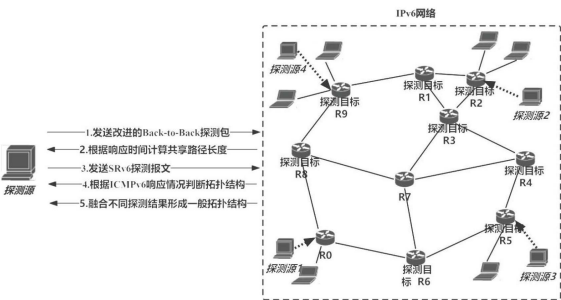 IPv6网络
探测源4
探测目标
R9
探测目标
R1
探测目标
R2
探测源2
探测目标
R3
1.发送改进的Back-to-Back探测包
2.根据响应时间计算共享路径长度
3.发送SRv6探测报文
4.根据ICMPv6响应情况判断拓扑结构
5.融合不同探测结果形成一般拓扑结构
探测源
探测目标
R8
R7
探测目标
R4
探测源1
R0
探测目
标 R6
探测目标
R5
探测源3